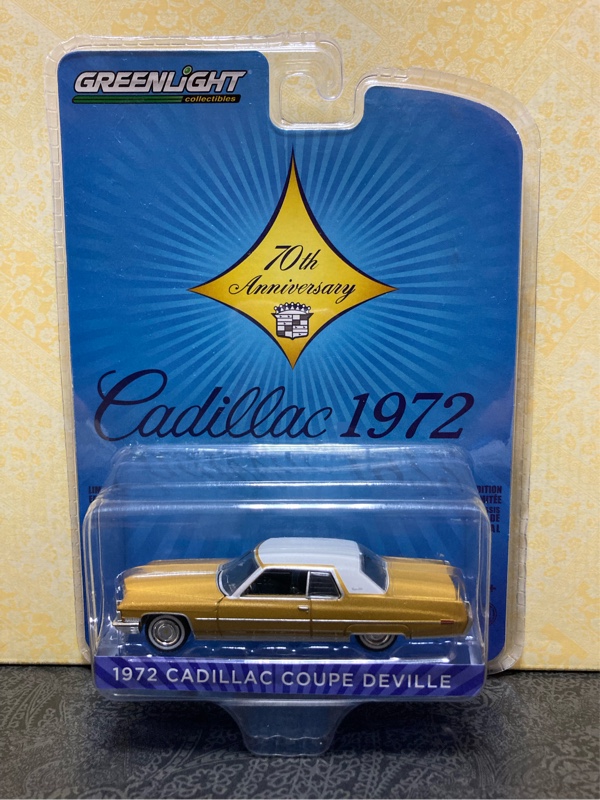 GREENLIGHT
collectibles
70th
Anniversary
Cadillac 1972
1972 CADILLAC COUPE DEVILLE